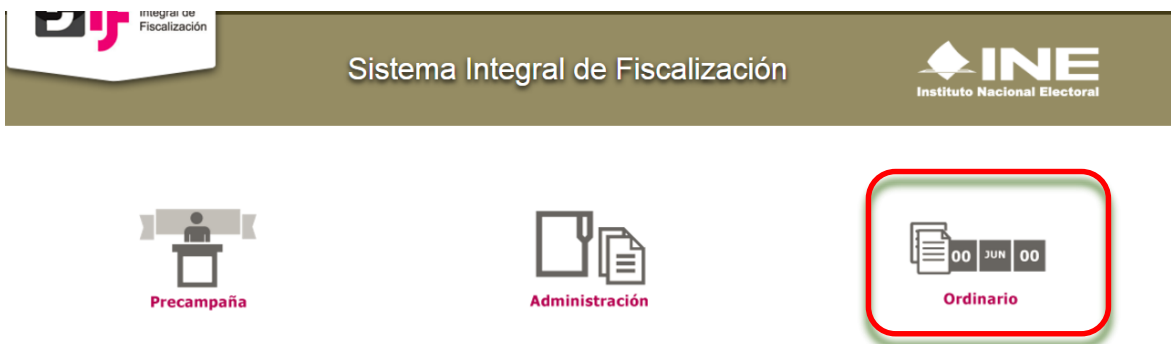 Integral de
Fiscalización
Sistema Integral de Fiscalización
INE
Instituto Nacional Electoral
00 JUN 00
Precampaña
Administración
Ordinario